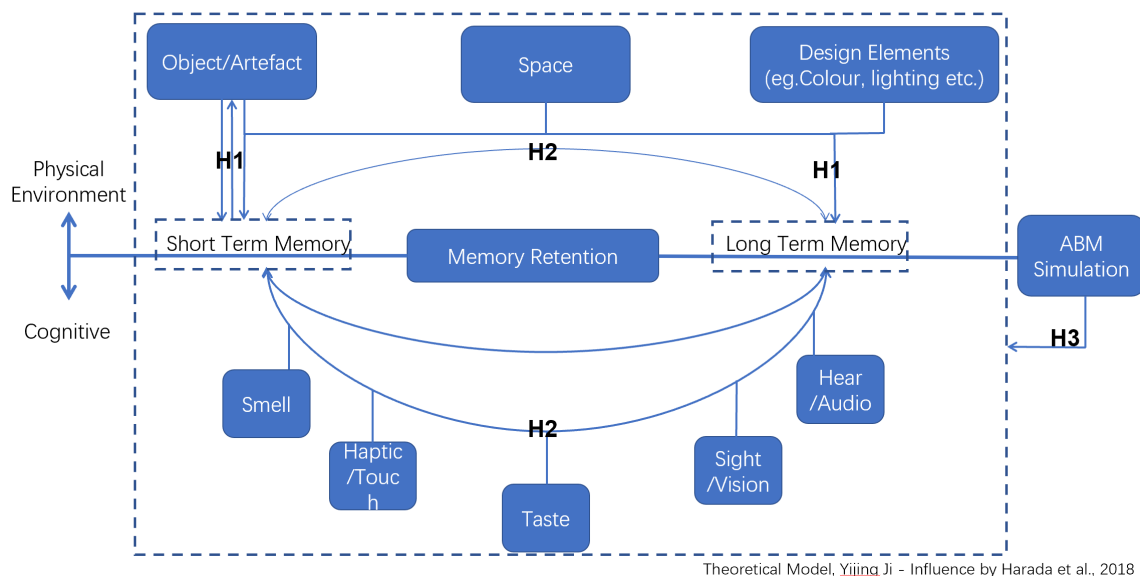 Object/Artefact
Space
Design Elements
(eg.Colour, lighting etc.)
H1
H2
H1
Physical
Environment
Short Term Memory
Memory Retention
Long Term Memory
ABM
Simulation
Cognitive
H3
Smell
Haptic
/Touc
h
H2
Taste
Sight
/Vision
Hear
/Audio
Theoretical Model, Yijing Ji - Influence by Harada et al., 2018